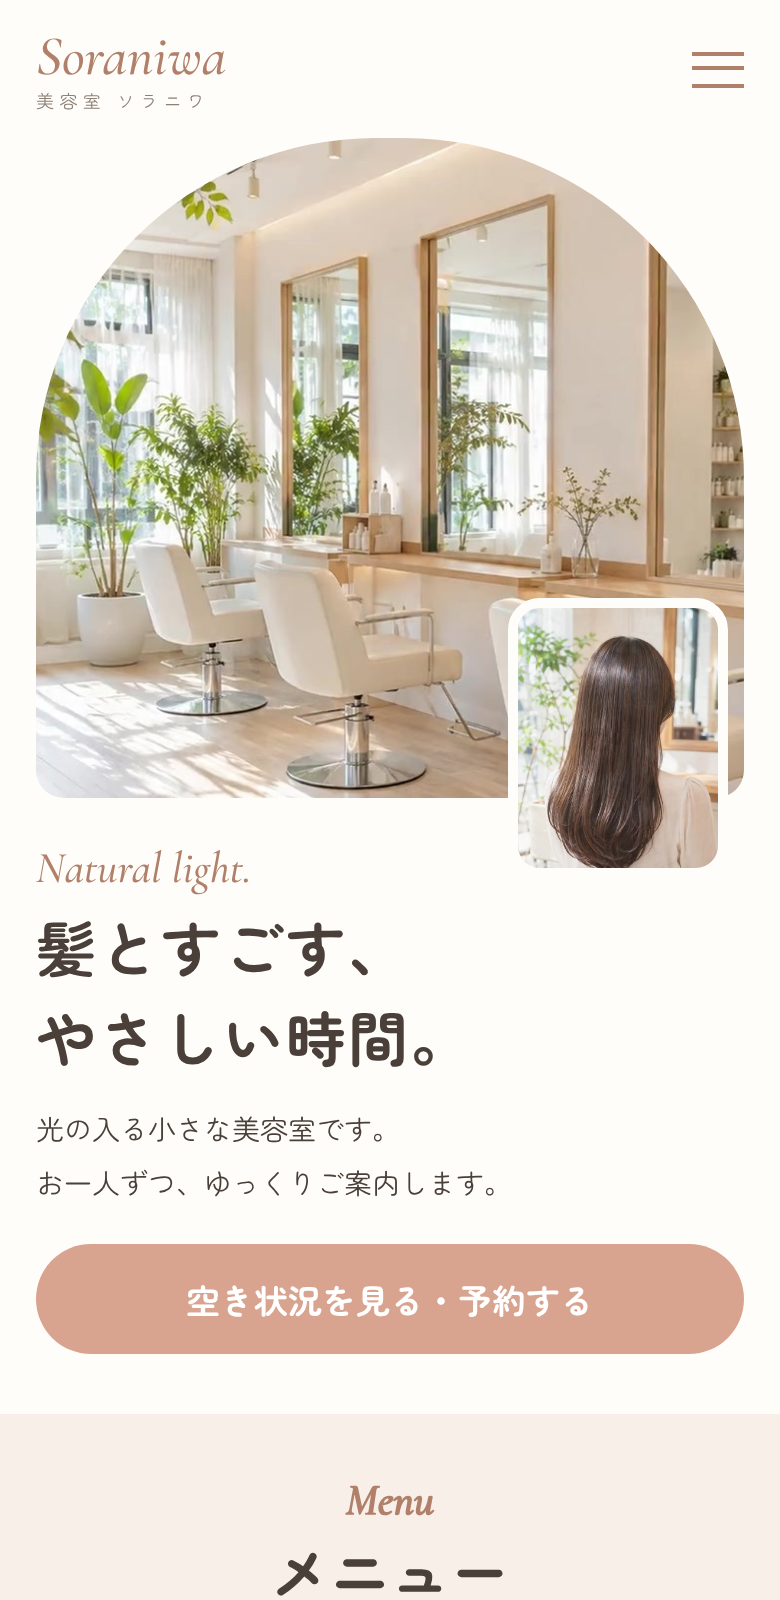 Soraniwa
美容室 ソラニワ
Natural light.
髪とすごす、
やさしい時間。
光の入る小さな美容室です。
お一人ずつ、ゆっくりご案内します。
空き状況を見る・予約する
Menu
メニュー